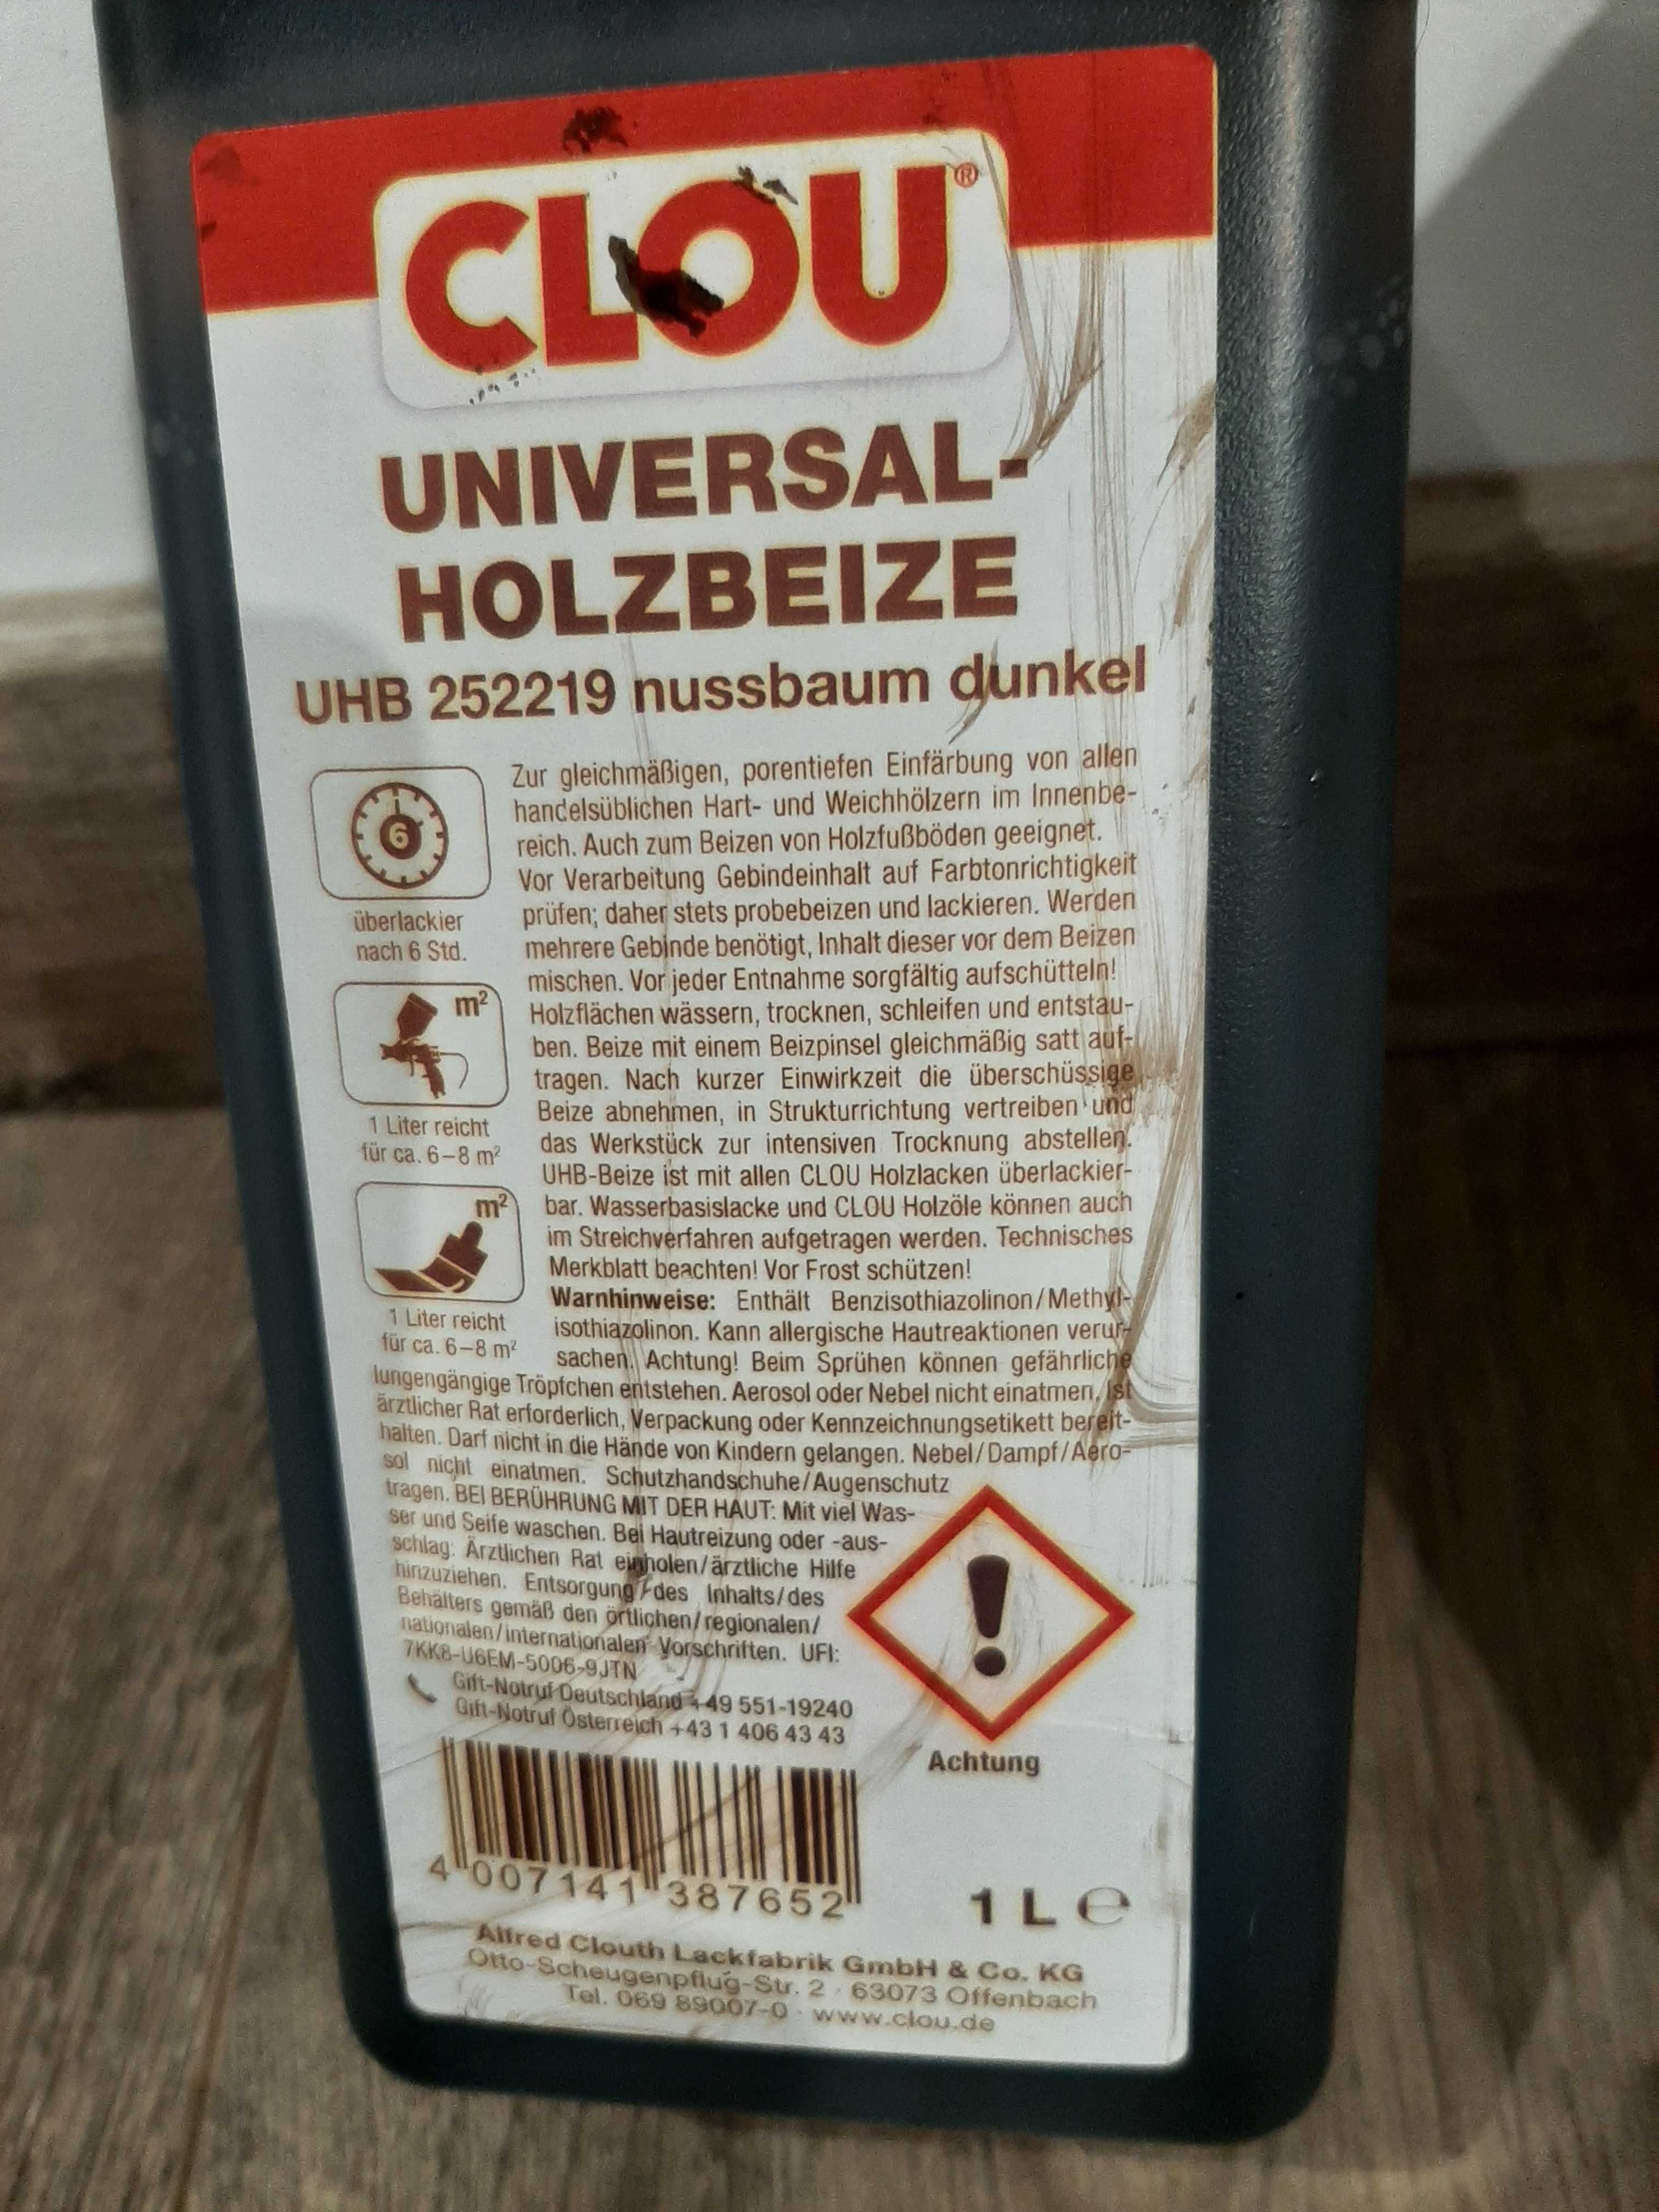 CLOU®
UNIVERSAL-
HOLZBEIZE
UHB 252219 nussbaum dunkel
6
überlackier
nach 6 Std.
m²
1 Liter reicht
für ca. 6–8 m²
m²
1 Liter reicht
für ca. 6–8 m²
Zur gleichmäßigen, porentiefen Einfärbung von allen
handelsüblichen Hart- und Weichhölzern im Innenbe-
reich. Auch zum Beizen von Holzfußböden geeignet.
Vor Verarbeitung Gebindeinhalt auf Farbtonrichtigkeit
prüfen; daher stets probebeizen und lackieren. Werden
mehrere Gebinde benötigt, Inhalt dieser vor dem Beizen
mischen. Vor jeder Entnahme sorgfältig aufschütteln!
Holzflächen wässern, trocknen, schleifen und entstau-
ben. Beize mit einem Beizpinsel gleichmäßig satt auf-
tragen. Nach kurzer Einwirkzeit die überschüssige
Beize abnehmen, in Strukturrichtung vertreiben und
das Werkstück zur intensiven Trocknung abstellen.
UHB-Beize ist mit allen CLOU Holzlacken überlackier-
bar. Wasserbasislacke und CLOU Holzöle können auch
im Streichverfahren aufgetragen werden. Technisches
Merkblatt beachten! Vor Frost schützen!
Warnhinweise: Enthält Benzisothiazolinon/Methyl-
isothiazolinon. Kann allergische Hautreaktionen verur-
sachen. Achtung! Beim Sprühen können gefährliche
lungengängige Tröpfchen entstehen. Aerosol oder Nebel nicht einatmen. Ist
ärztlicher Rat erforderlich, Verpackung oder Kennzeichnungsetikett bereit-
halten. Darf nicht in die Hände von Kindern gelangen. Nebel/Dampf/Aero-
sol nicht einatmen. Schutzhandschuhe/Augenschutz
tragen. BEI BERÜHRUNG MIT DER HAUT: Mit viel Was-
ser und Seife waschen. Bei Hautreizung oder -aus-
schlag: Ärztlichen Rat einholen/ärztliche Hilfe
hinzuziehen. Entsorgung des Inhalts/des
Behälters gemäß den örtlichen/regionalen/
nationalen/internationalen Vorschriften. UFI:
7KK8-U6EM-5006-9JTN
Gift-Notruf Deutschland +49 551-19240
Gift-Notruf Österreich +43 1 406 43 43
Achtung
4 007141 387652
1 L e
Alfred Clouth Lackfabrik GmbH & Co. KG
Otto-Scheugenpflug-Str. 2 · 63073 Offenbach
Tel. 069 89007-0 · www.clou.de